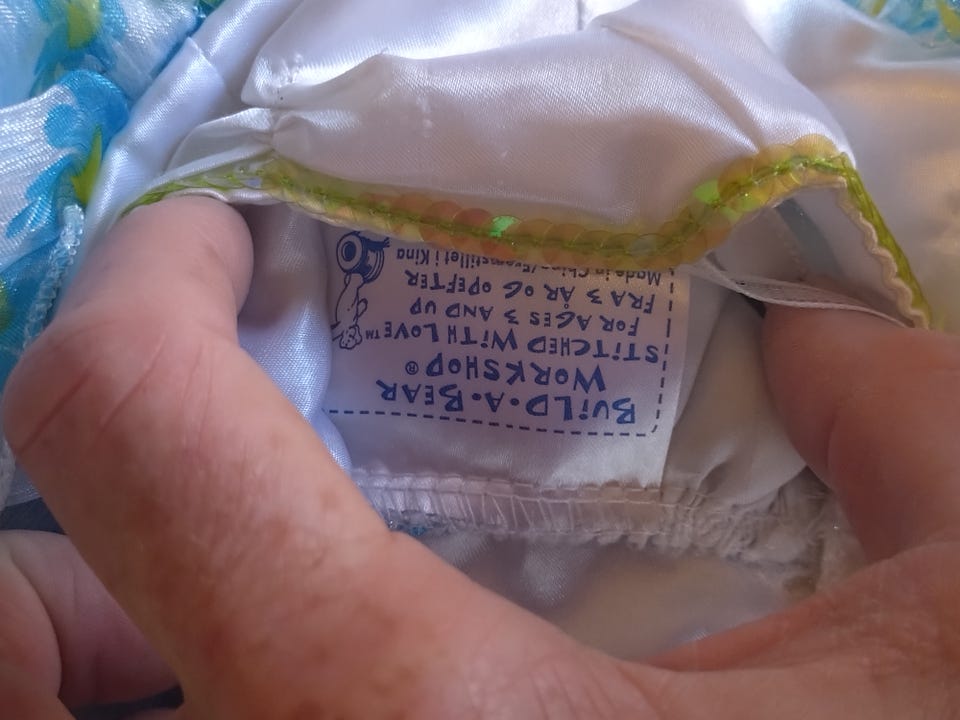 BUiLD-A-BEAR
WORKSHOP®
STiTCHED WiTH LOVE™
FOR AGES 3 AND UP
FRA 3 ÅR OG OPEFTER
Made in China/Fremstillet i Kina